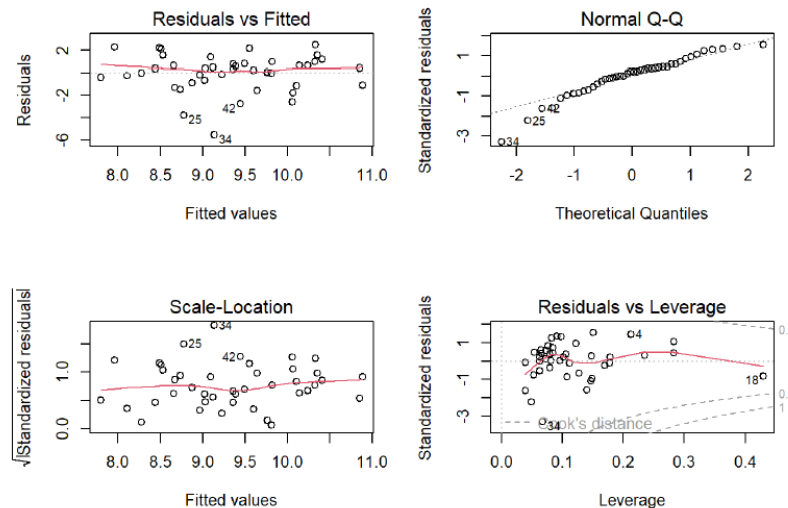 Residuals vs Fitted
Residuals
2
-2
-6
25
42
34
8.0 8.5 9.0 9.5 10.0 11.0
Fitted values
Normal Q-Q
Standardized residuals
1
-1
-3
42
25
34
-2 -1 0 1 2
Theoretical Quantiles
Scale-Location
√|Standardized residuals|
1.0
0.0
34
25
42
8.0 8.5 9.0 9.5 10.0 11.0
Fitted values
Residuals vs Leverage
Standardized residuals
1
-1
-3
4
18
34
Cook's distance
0.
0.
1
0.0 0.1 0.2 0.3 0.4
Leverage